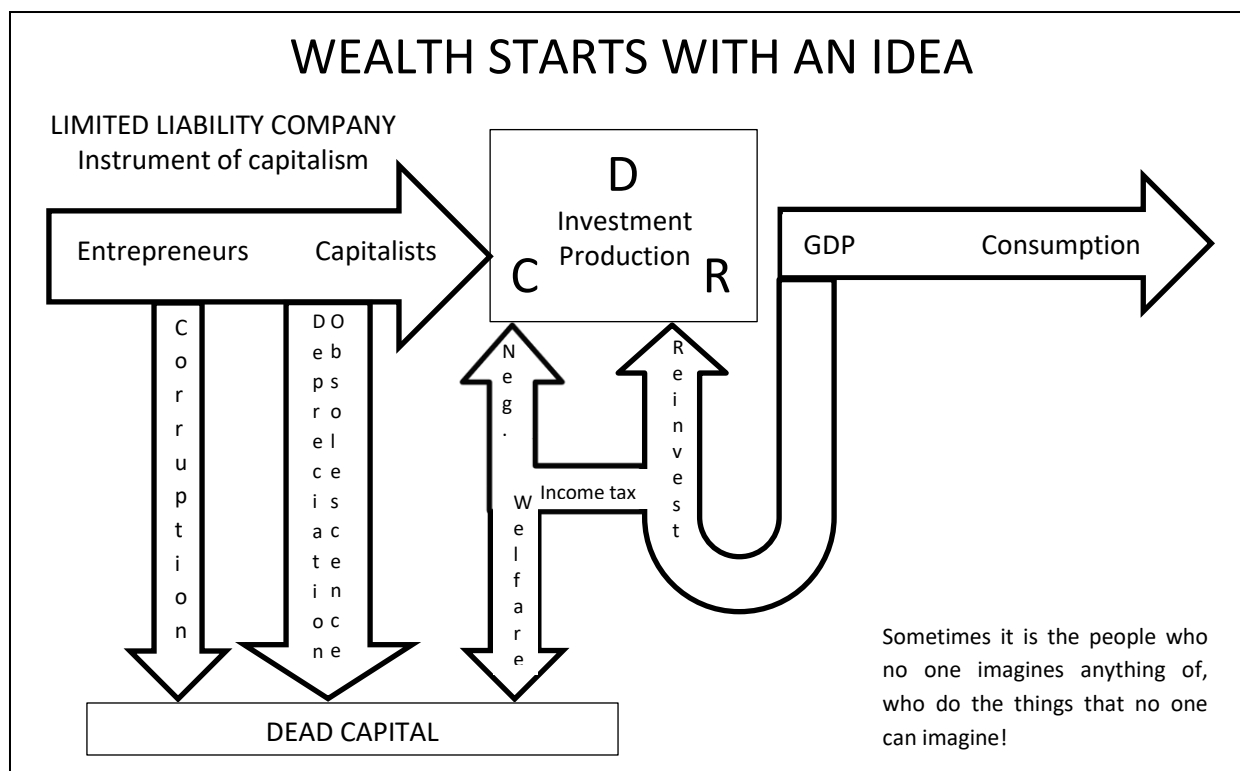 WEALTH STARTS WITH AN IDEA
LIMITED LIABILITY COMPANY
Instrument of capitalism
Entrepreneurs
Capitalists
D
Investment
Production
C
R
GDP
Consumption
Corruption
Depreciation
Obsolescence
Neg.
Welfare
Income tax
Reinvest
DEAD CAPITAL
Sometimes it is the people who
no one imagines anything of,
who do the things that no one
can imagine!